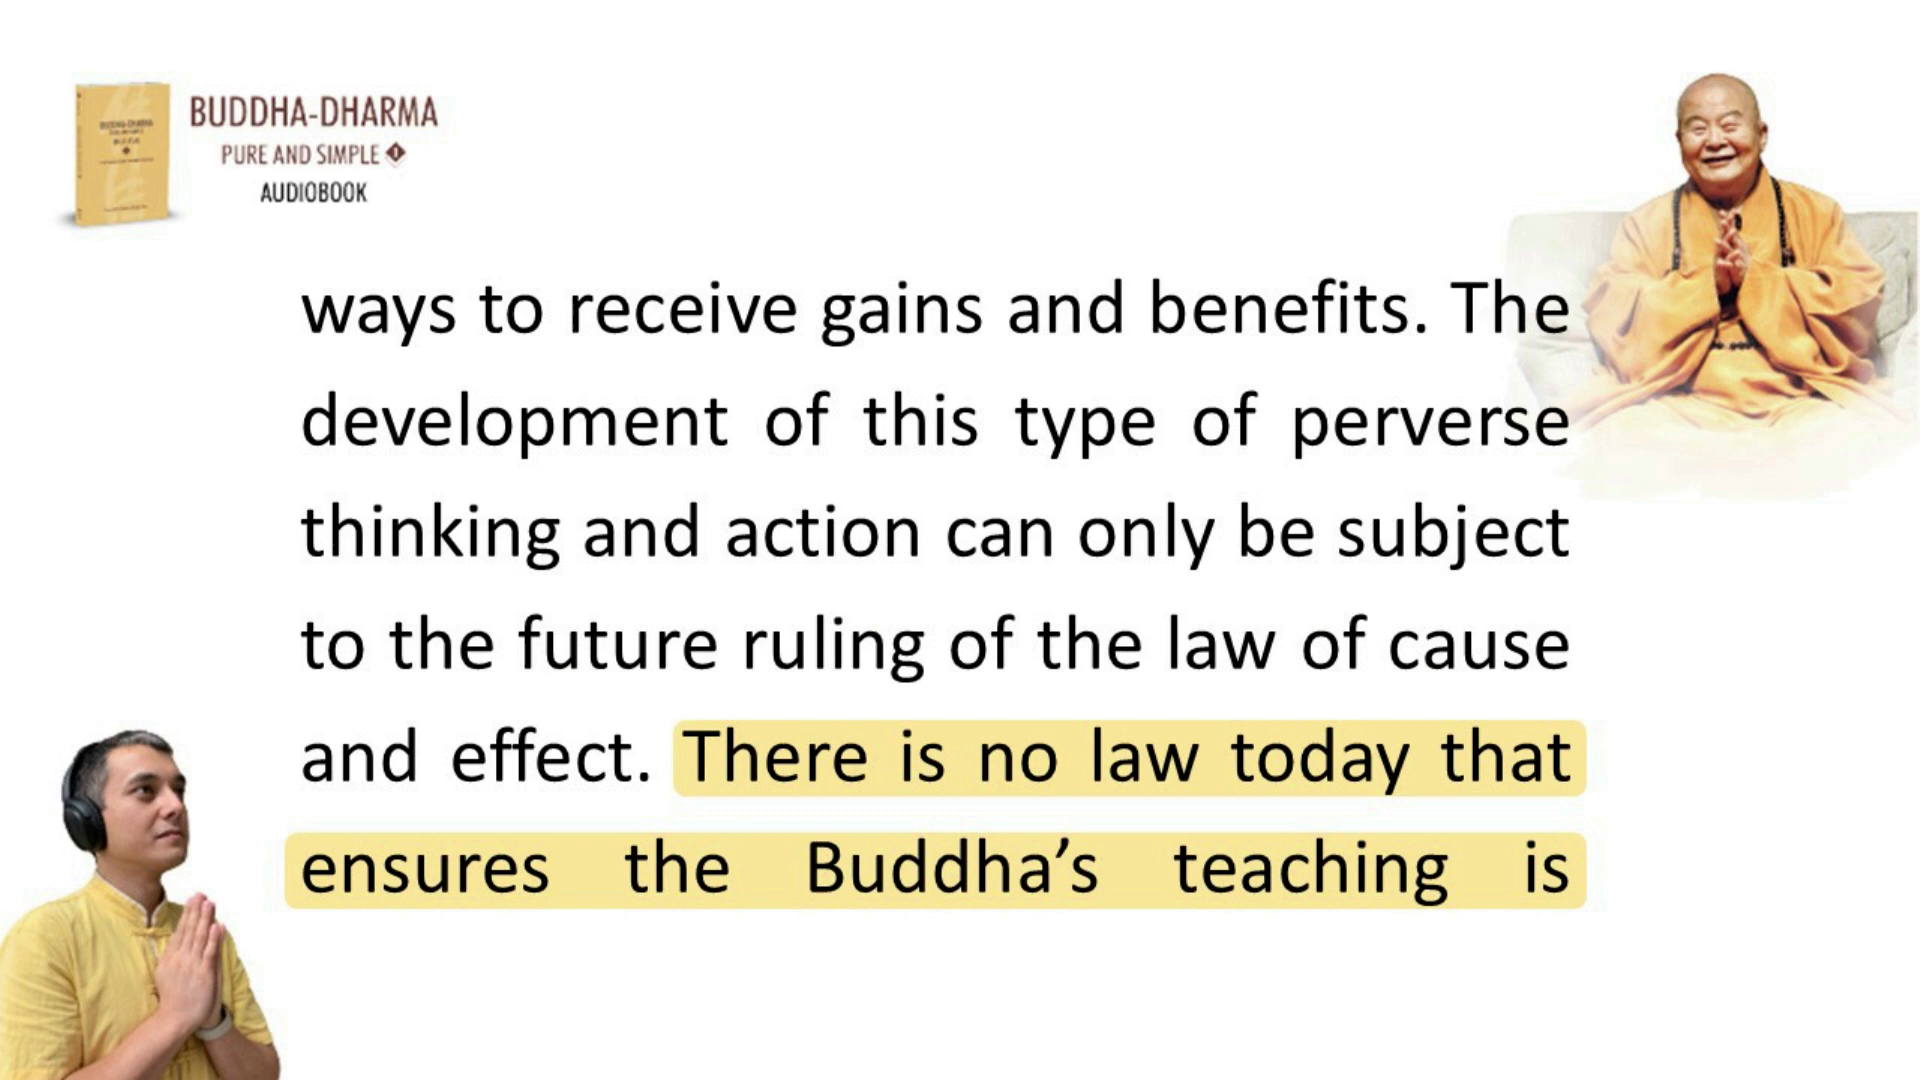 BUDDHA-DHARMA
PURE AND SIMPLE 1
AUDIOBOOK
ways to receive gains and benefits. The
development of this type of perverse
thinking and action can only be subject
to the future ruling of the law of cause
and effect. There is no law today that
ensures the Buddha’s teaching is